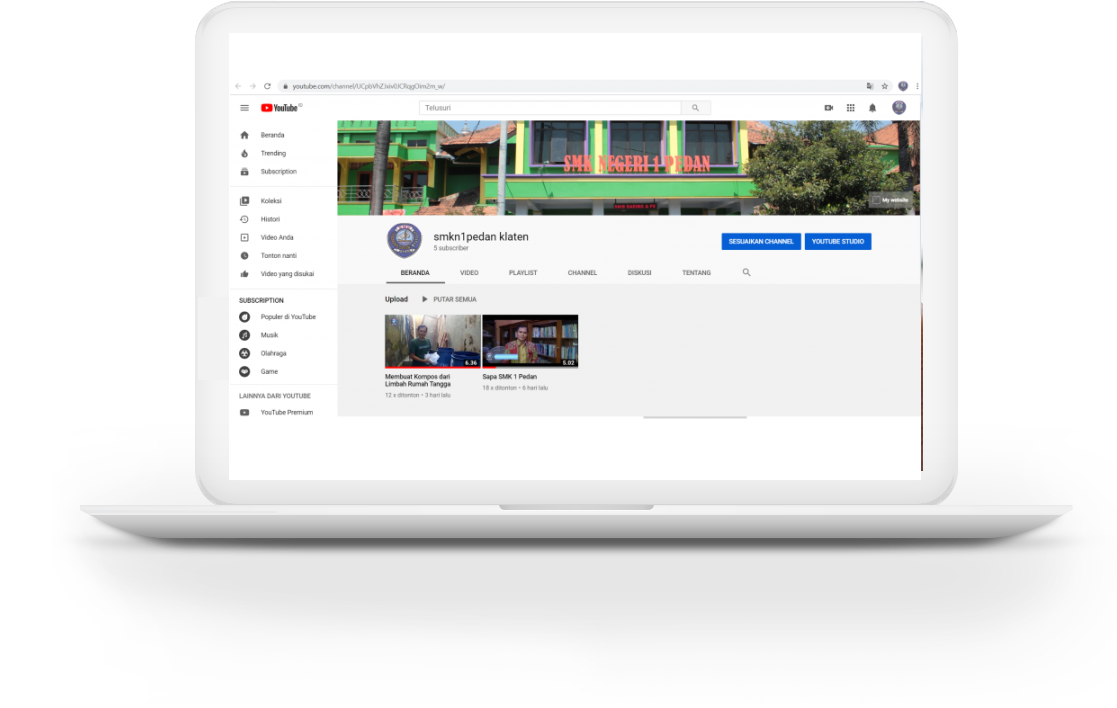 youtube.com/channel/UCpbVhZJxiv0JCRqgOim2m_w/
YouTube ID
Telusuri
Beranda
Trending
Subscription
Koleksi
Histori
Video Anda
Tonton nanti
Video yang disukai
SUBSCRIPTION
Populer di YouTube
Musik
Olahraga
Game
LAINNYA DARI YOUTUBE
YouTube Premium
SMK NEGERI 1 PEDAN
My website
smkn1pedan klaten
5 subscriber
SESUAIKAN CHANNEL
YOUTUBE STUDIO
BERANDA VIDEO PLAYLIST CHANNEL DISKUSI TENTANG
Upload PUTAR SEMUA
6.36
5.02
Membuat Kompos dari
Limbah Rumah Tangga
12 x ditonton • 3 hari lalu
Sapa SMK 1 Pedan
18 x ditonton • 6 hari lalu